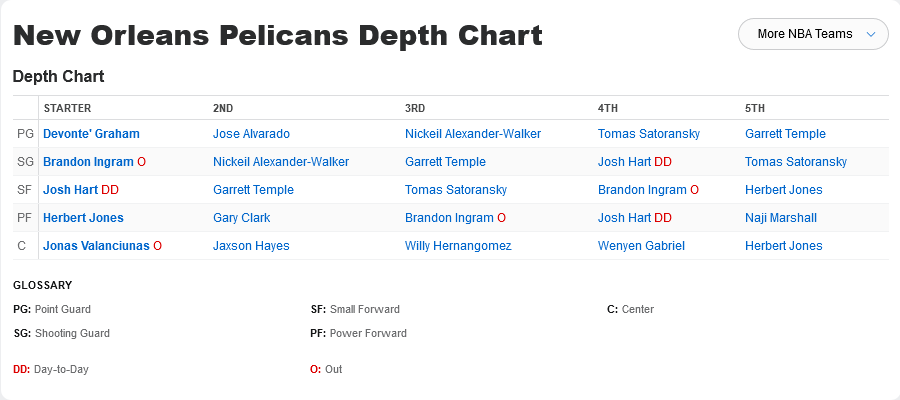 New Orleans Pelicans Depth Chart
More NBA Teams
Depth Chart
STARTER 2ND 3RD 4TH 5TH
PG Devonte' Graham Jose Alvarado Nickeil Alexander-Walker Tomas Satoransky Garrett Temple
SG Brandon Ingram O Nickeil Alexander-Walker Garrett Temple Josh Hart DD Tomas Satoransky
SF Josh Hart DD Garrett Temple Tomas Satoransky Brandon Ingram O Herbert Jones
PF Herbert Jones Gary Clark Brandon Ingram O Josh Hart DD Naji Marshall
C Jonas Valanciunas O Jaxson Hayes Willy Hernangomez Wenyen Gabriel Herbert Jones
GLOSSARY
PG: Point Guard SF: Small Forward C: Center
SG: Shooting Guard PF: Power Forward
DD: Day-to-Day O: Out